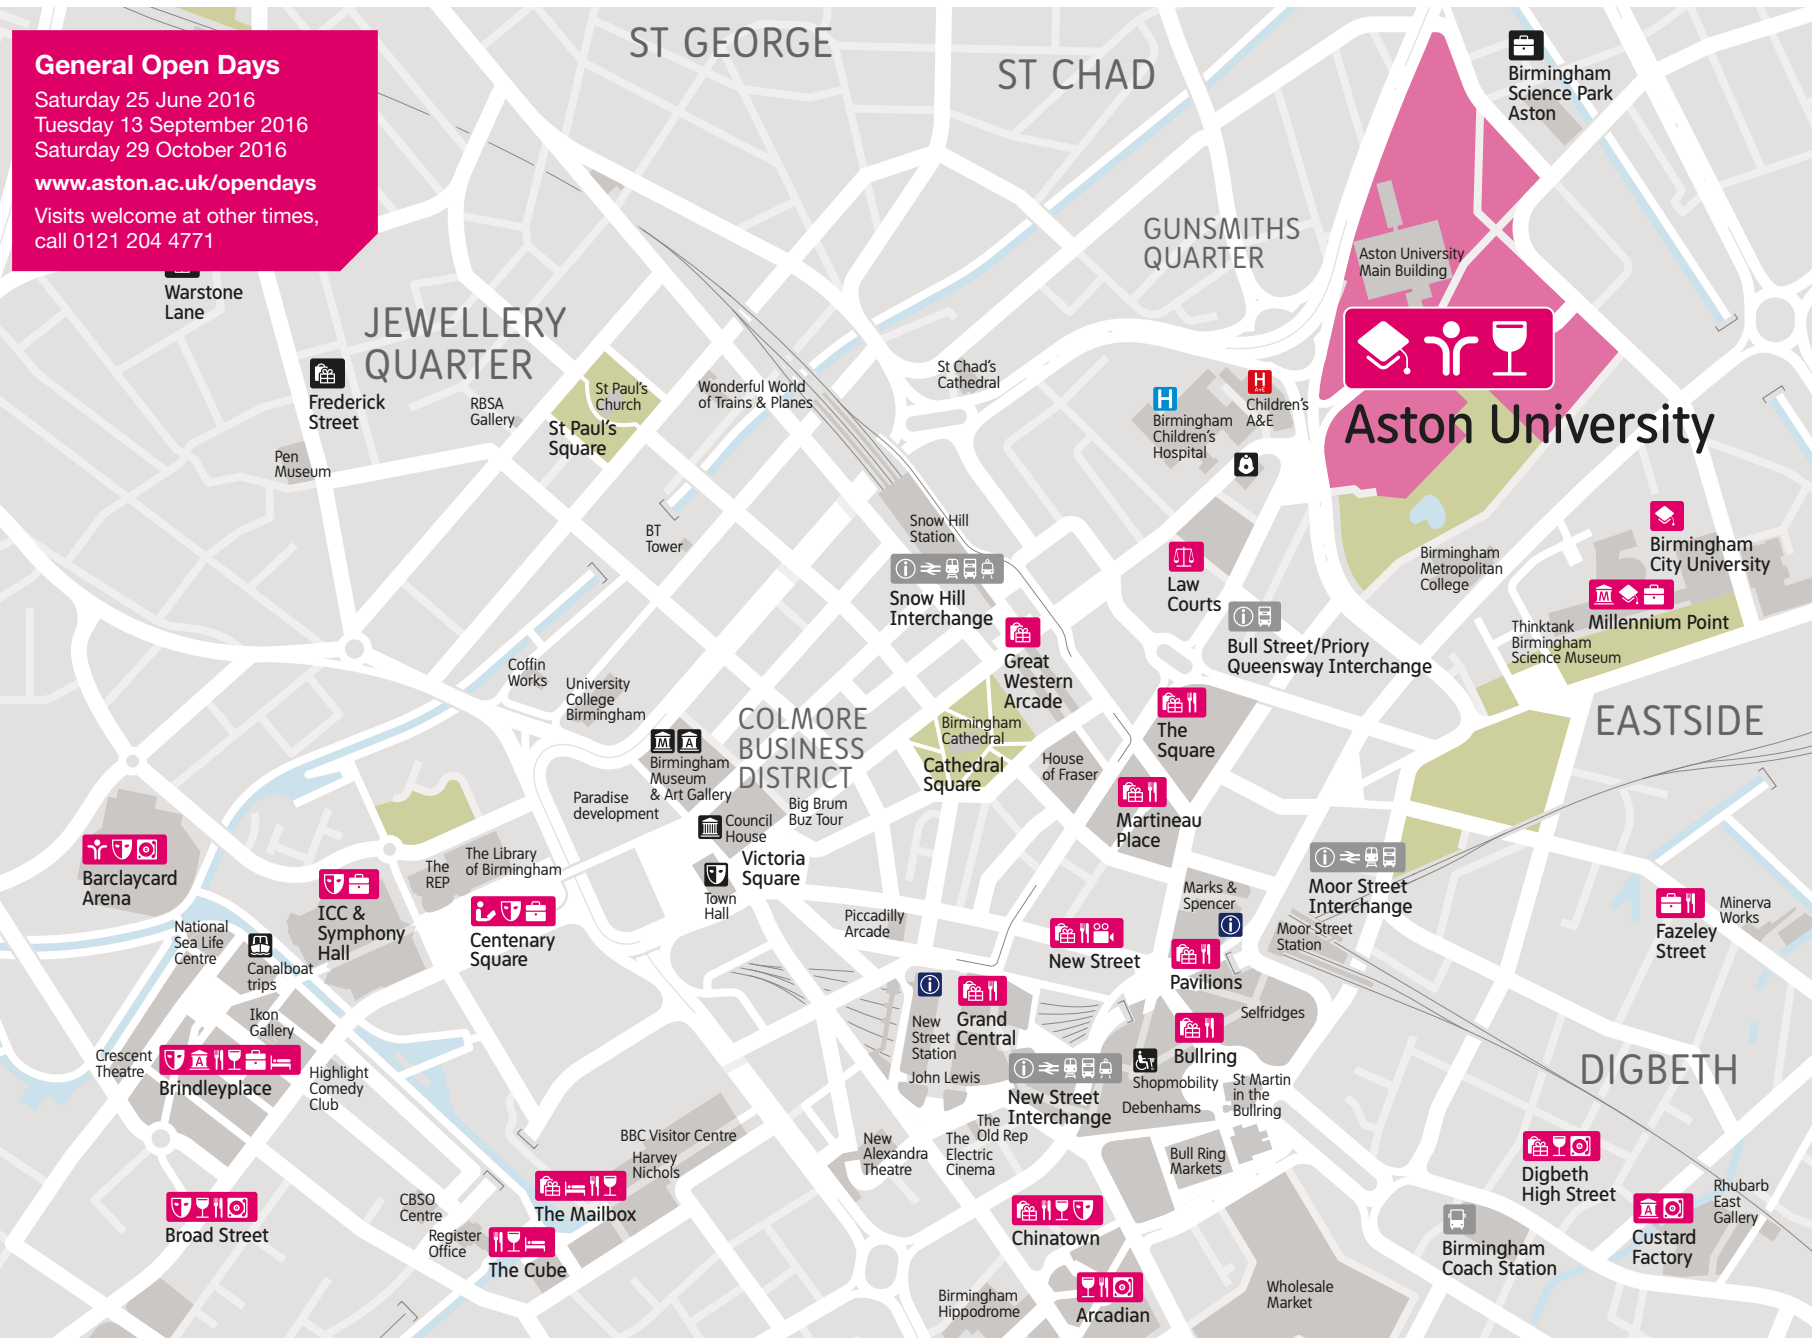 General Open Days
Saturday 25 June 2016
Tuesday 13 September 2016
Saturday 29 October 2016
www.aston.ac.uk/opendays
Visits welcome at other times,
call 0121 204 4771
ST GEORGE
ST CHAD
Birmingham
Science Park
Aston
GUNSMITHS
QUARTER
Aston University
Main Building
Warstone
Lane
JEWELLERY
QUARTER
Frederick
Street
RBSA
Gallery
St Paul's
Church
St Paul's
Square
Wonderful World
of Trains & Planes
St Chad's
Cathedral
H
Birmingham
Children's
Hospital
H
A+E
Children's
A&E
Aston University
Pen
Museum
BT
Tower
Snow Hill
Station
i
Snow Hill
Interchange
Law
Courts
i
Bull Street/Priory
Queensway Interchange
Birmingham
Metropolitan
College
Birmingham
City University
M
Millennium Point
Thinktank
Birmingham
Science Museum
Great
Western
Arcade
Coffin
Works
University
College
Birmingham
COLMORE
BUSINESS
DISTRICT
Birmingham
Cathedral
Cathedral
Square
House
of Fraser
The
Square
EASTSIDE
M
A
Birmingham
Museum
& Art Gallery
Paradise
development
Council
House
Big Brum
Buz Tour
Victoria
Square
Town
Hall
Martineau
Place
Barclaycard
Arena
The
REP
The Library
of Birmingham
ICC &
Symphony
Hall
Centenary
Square
National
Sea Life
Centre
Canalboat
trips
Ikon
Gallery
Piccadilly
Arcade
New Street
Marks &
Spencer
i
Pavilions
i
Moor Street
Interchange
Moor Street
Station
Fazeley
Street
Minerva
Works
i
New
Street
Station
Grand
Central
John Lewis
i
New Street
Interchange
Selfridges
Bullring
Shopmobility
Debenhams
St Martin
in the
Bullring
DIGBETH
Crescent
Theatre
A
Brindleyplace
Highlight
Comedy
Club
BBC Visitor Centre
Harvey
Nichols
The Mailbox
New
Alexandra
Theatre
The
Electric
Cinema
The
Old Rep
Bull Ring
Markets
Digbeth
High Street
Broad Street
CBSO
Centre
Register
Office
The Cube
Chinatown
Birmingham
Coach Station
A
Custard
Factory
Rhubarb
East
Gallery
Birmingham
Hippodrome
Arcadian
Wholesale
Market